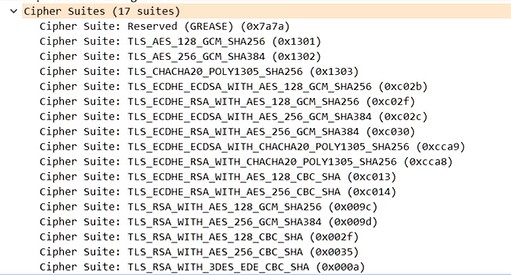 Cipher Suites (17 suites)
Cipher Suite: Reserved (GREASE) (0x7a7a)
Cipher Suite: TLS_AES_128_GCM_SHA256 (0x1301)
Cipher Suite: TLS_AES_256_GCM_SHA384 (0x1302)
Cipher Suite: TLS_CHACHA20_POLY1305_SHA256 (0x1303)
Cipher Suite: TLS_ECDHE_ECDSA_WITH_AES_128_GCM_SHA256 (0xc02b)
Cipher Suite: TLS_ECDHE_RSA_WITH_AES_128_GCM_SHA256 (0xc02f)
Cipher Suite: TLS_ECDHE_ECDSA_WITH_AES_256_GCM_SHA384 (0xc02c)
Cipher Suite: TLS_ECDHE_RSA_WITH_AES_256_GCM_SHA384 (0xc030)
Cipher Suite: TLS_ECDHE_ECDSA_WITH_CHACHA20_POLY1305_SHA256 (0xcca9)
Cipher Suite: TLS_ECDHE_RSA_WITH_CHACHA20_POLY1305_SHA256 (0xcca8)
Cipher Suite: TLS_ECDHE_RSA_WITH_AES_128_CBC_SHA (0xc013)
Cipher Suite: TLS_ECDHE_RSA_WITH_AES_256_CBC_SHA (0xc014)
Cipher Suite: TLS_RSA_WITH_AES_128_GCM_SHA256 (0x009c)
Cipher Suite: TLS_RSA_WITH_AES_256_GCM_SHA384 (0x009d)
Cipher Suite: TLS_RSA_WITH_AES_128_CBC_SHA (0x002f)
Cipher Suite: TLS_RSA_WITH_AES_256_CBC_SHA (0x0035)
Cipher Suite: TLS_RSA_WITH_3DES_EDE_CBC_SHA (0x000a)